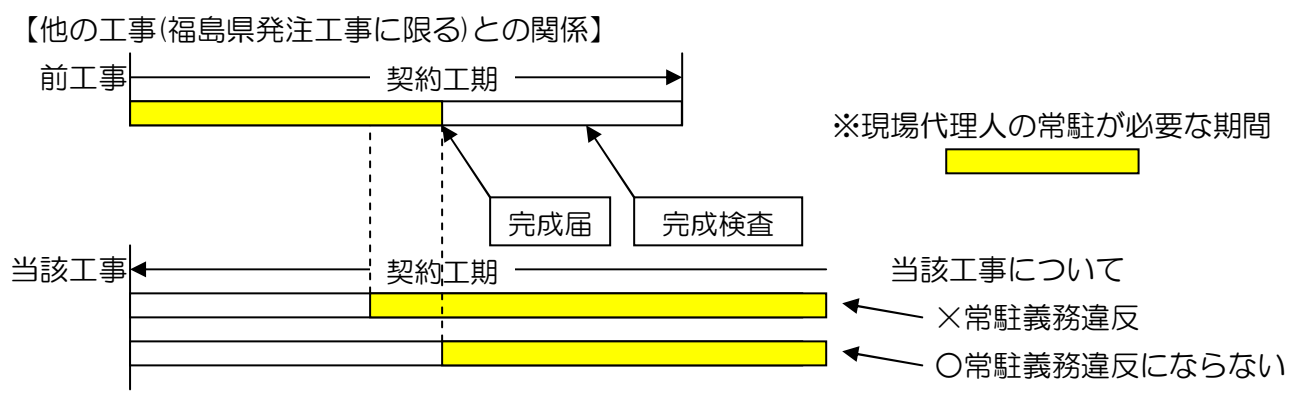 【他の工事(福島県発注工事に限る)との関係】
前工事
契約工期
※現場代理人の常駐が必要な期間
完成届
完成検査
当該工事
契約工期
当該工事について
×常駐義務違反
○常駐義務違反にならない